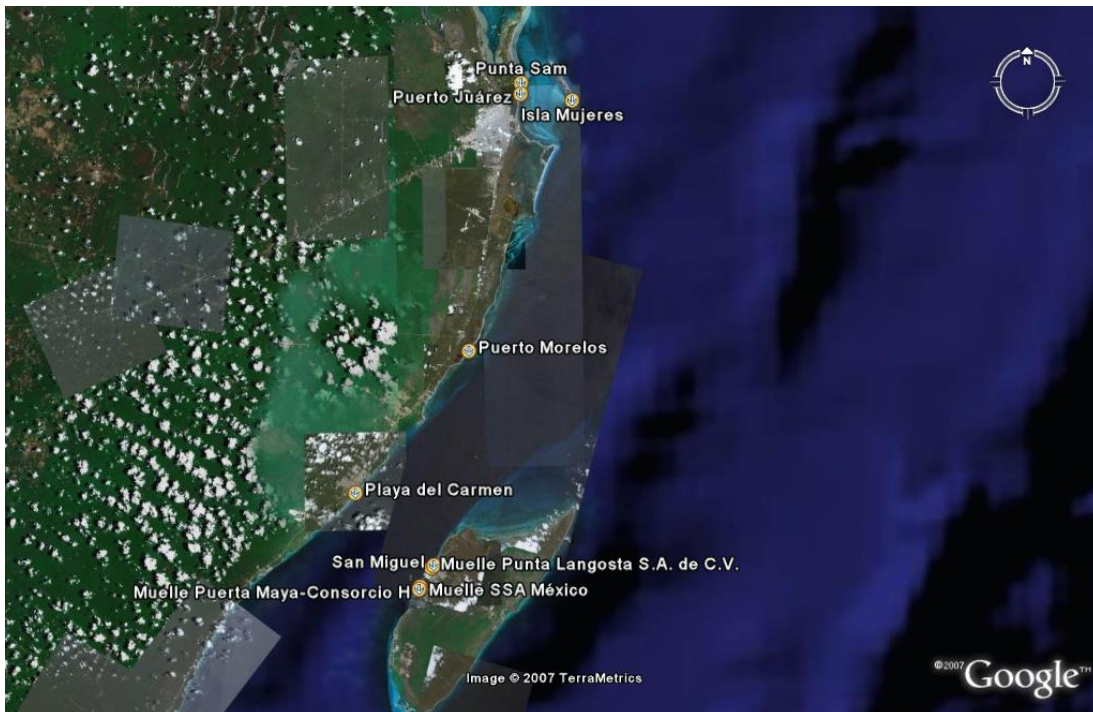 N
Punta Sam
Puerto Juárez
Isla Mujeres
Puerto Morelos
Playa del Carmen
San Miguel
Muelle Punta Langosta S.A. de C.V.
Muelle Puerta Maya-Consorcio H
Muelle SSA México
Image © 2007 TerraMetrics
©2007 Google™